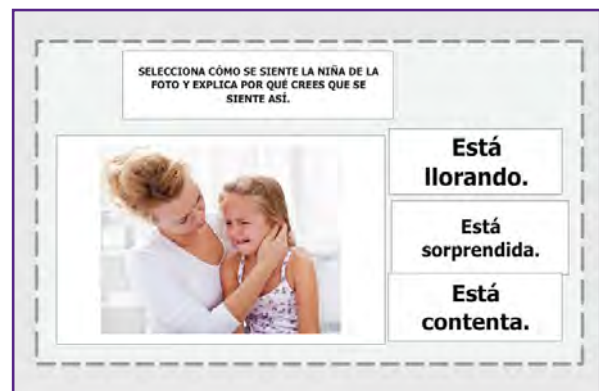 SELECCIONA CÓMO SE SIENTE LA NIÑA DE LA
FOTO Y EXPLICA POR QUÉ CREES QUE SE
SIENTE ASÍ.
Está
llorando.
Está
sorprendida.
Está
contenta.